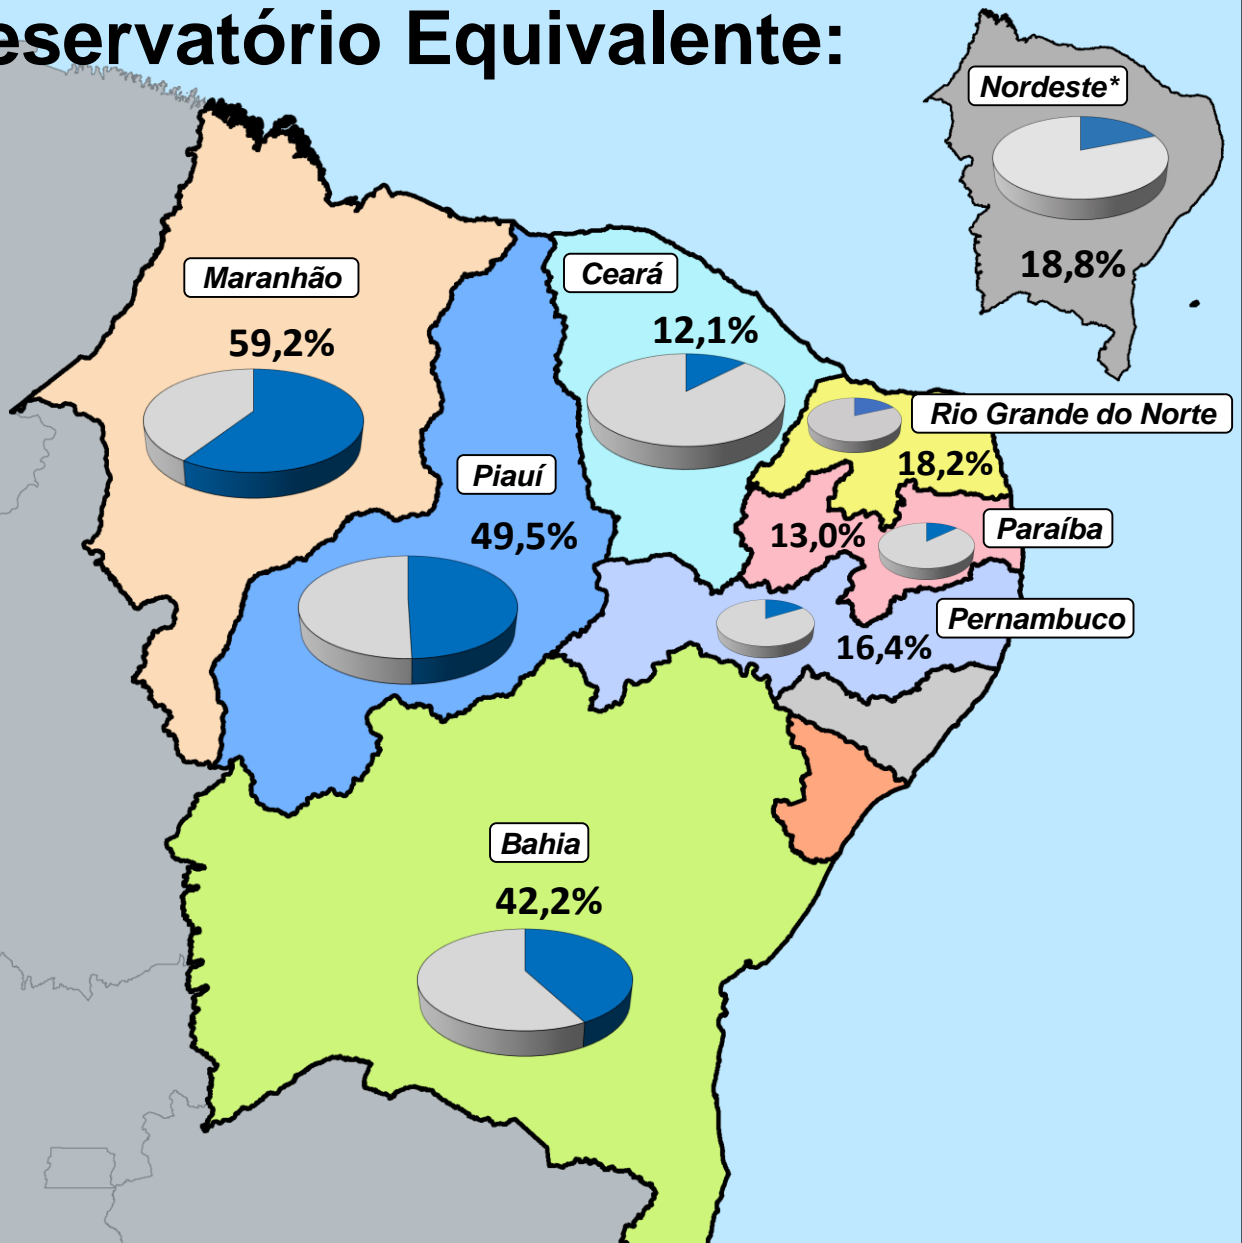 eservatório Equivalente:
Nordeste*
18,8%
Maranhão
59,2%
Ceará
12,1%
Rio Grande do Norte
18,2%
Piauí
49,5%
Paraíba
13,0%
Pernambuco
16,4%
Bahia
42,2%